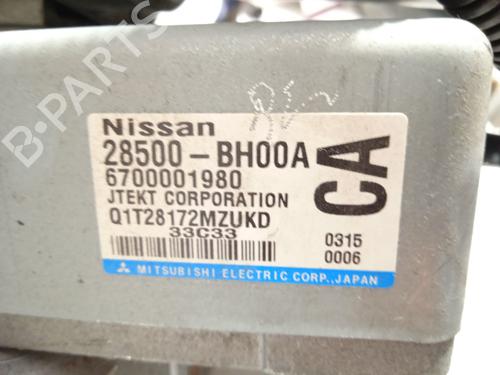 B-PARTS
Nissan
28500-BH00A
6700001980
JTEKT CORPORATION
Q1T28172MZUKD
33C33
CA
0315
0006
MITSUBISHI ELECTRIC CORP., JAPAN